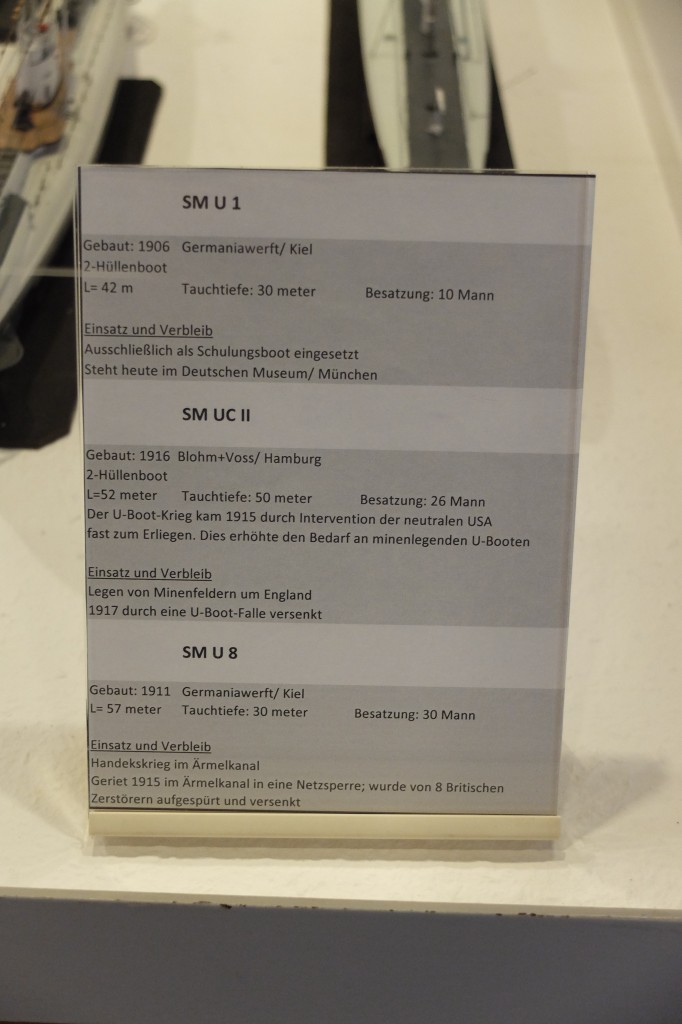 SM U 1
Gebaut: 1906 Germaniawerft/ Kiel
2-Hüllenboot
L= 42 m Tauchtiefe: 30 meter Besatzung: 10 Mann
Einsatz und Verbleib
Ausschließlich als Schulungsboot eingesetzt
Steht heute im Deutschen Museum/ München
SM UC II
Gebaut: 1916 Blohm+Voss/ Hamburg
2-Hüllenboot
L=52 meter Tauchtiefe: 50 meter Besatzung: 26 Mann
Der U-Boot-Krieg kam 1915 durch Intervention der neutralen USA
fast zum Erliegen. Dies erhöhte den Bedarf an minenlegenden U-Booten
Einsatz und Verbleib
Legen von Minenfeldern um England
1917 durch eine U-Boot-Falle versenkt
SM U 8
Gebaut: 1911 Germaniawerft/ Kiel
L= 57 meter Tauchtiefe: 30 meter Besatzung: 30 Mann
Einsatz und Verbleib
Handekskrieg im Ärmelkanal
Geriet 1915 im Ärmelkanal in eine Netzsperre; wurde von 8 Britischen
Zerstörern aufgespürt und versenkt